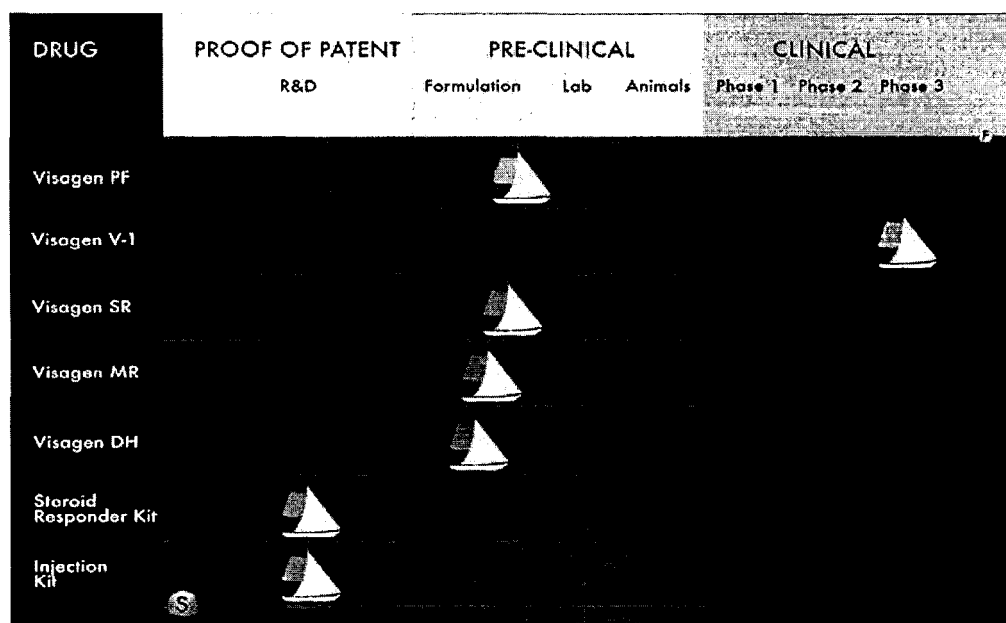 DRUG PROOF OF PATENT PRE-CLINICAL CLINICAL
R&D Formulation Lab Animals Phase 1 Phase 2 Phase 3
F
Visagen PF
Visagen V-1
Visagen SR
Visagen MR
Visagen DH
Steroid
Responder Kit
Injection
Kit
S